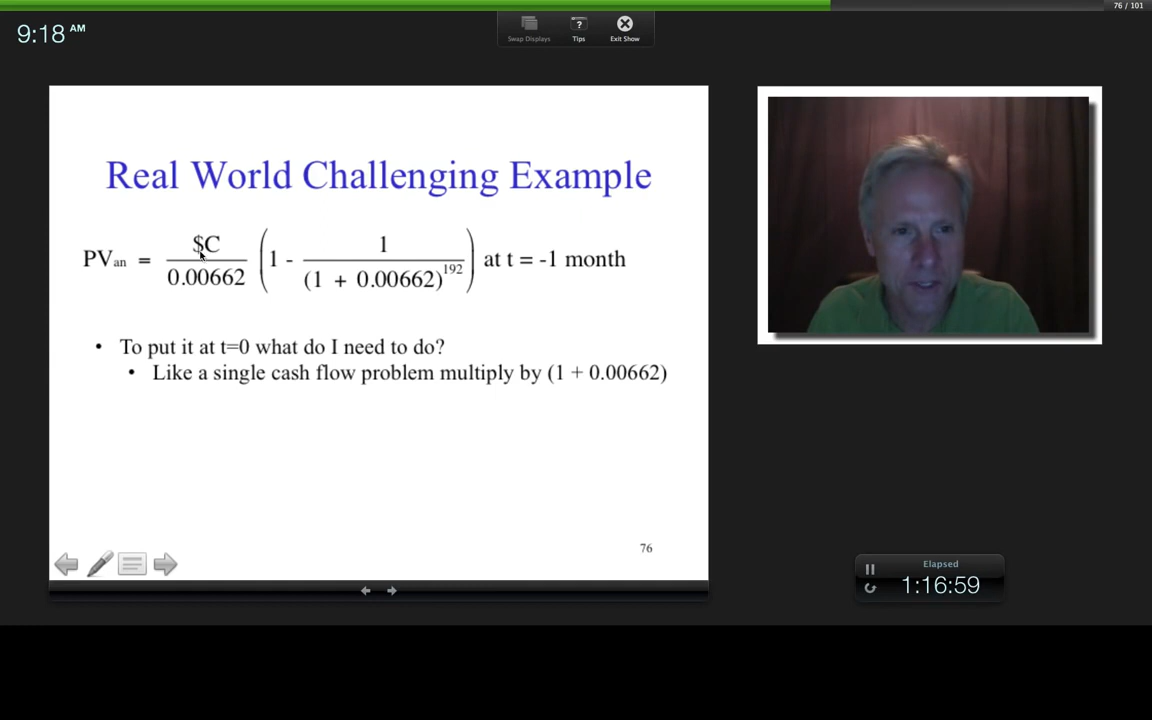 76 / 101
9:18 AM
Swap Displays Tips Exit Show
?
Real World Challenging Example
PVan = $C / 0.00662 ( 1 - 1 / (1 + 0.00662)^192 ) at t = -1 month
• To put it at t=0 what do I need to do?
• Like a single cash flow problem multiply by (1 + 0.00662)
76
Elapsed
1:16:59